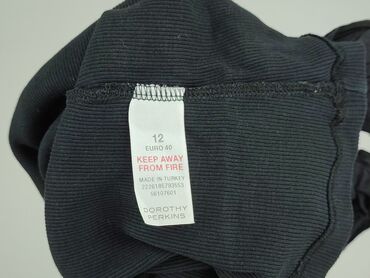 12
EURO 40
KEEP AWAY
FROM FIRE
MADE IN TURKEY
DOROTHY
PERKINS